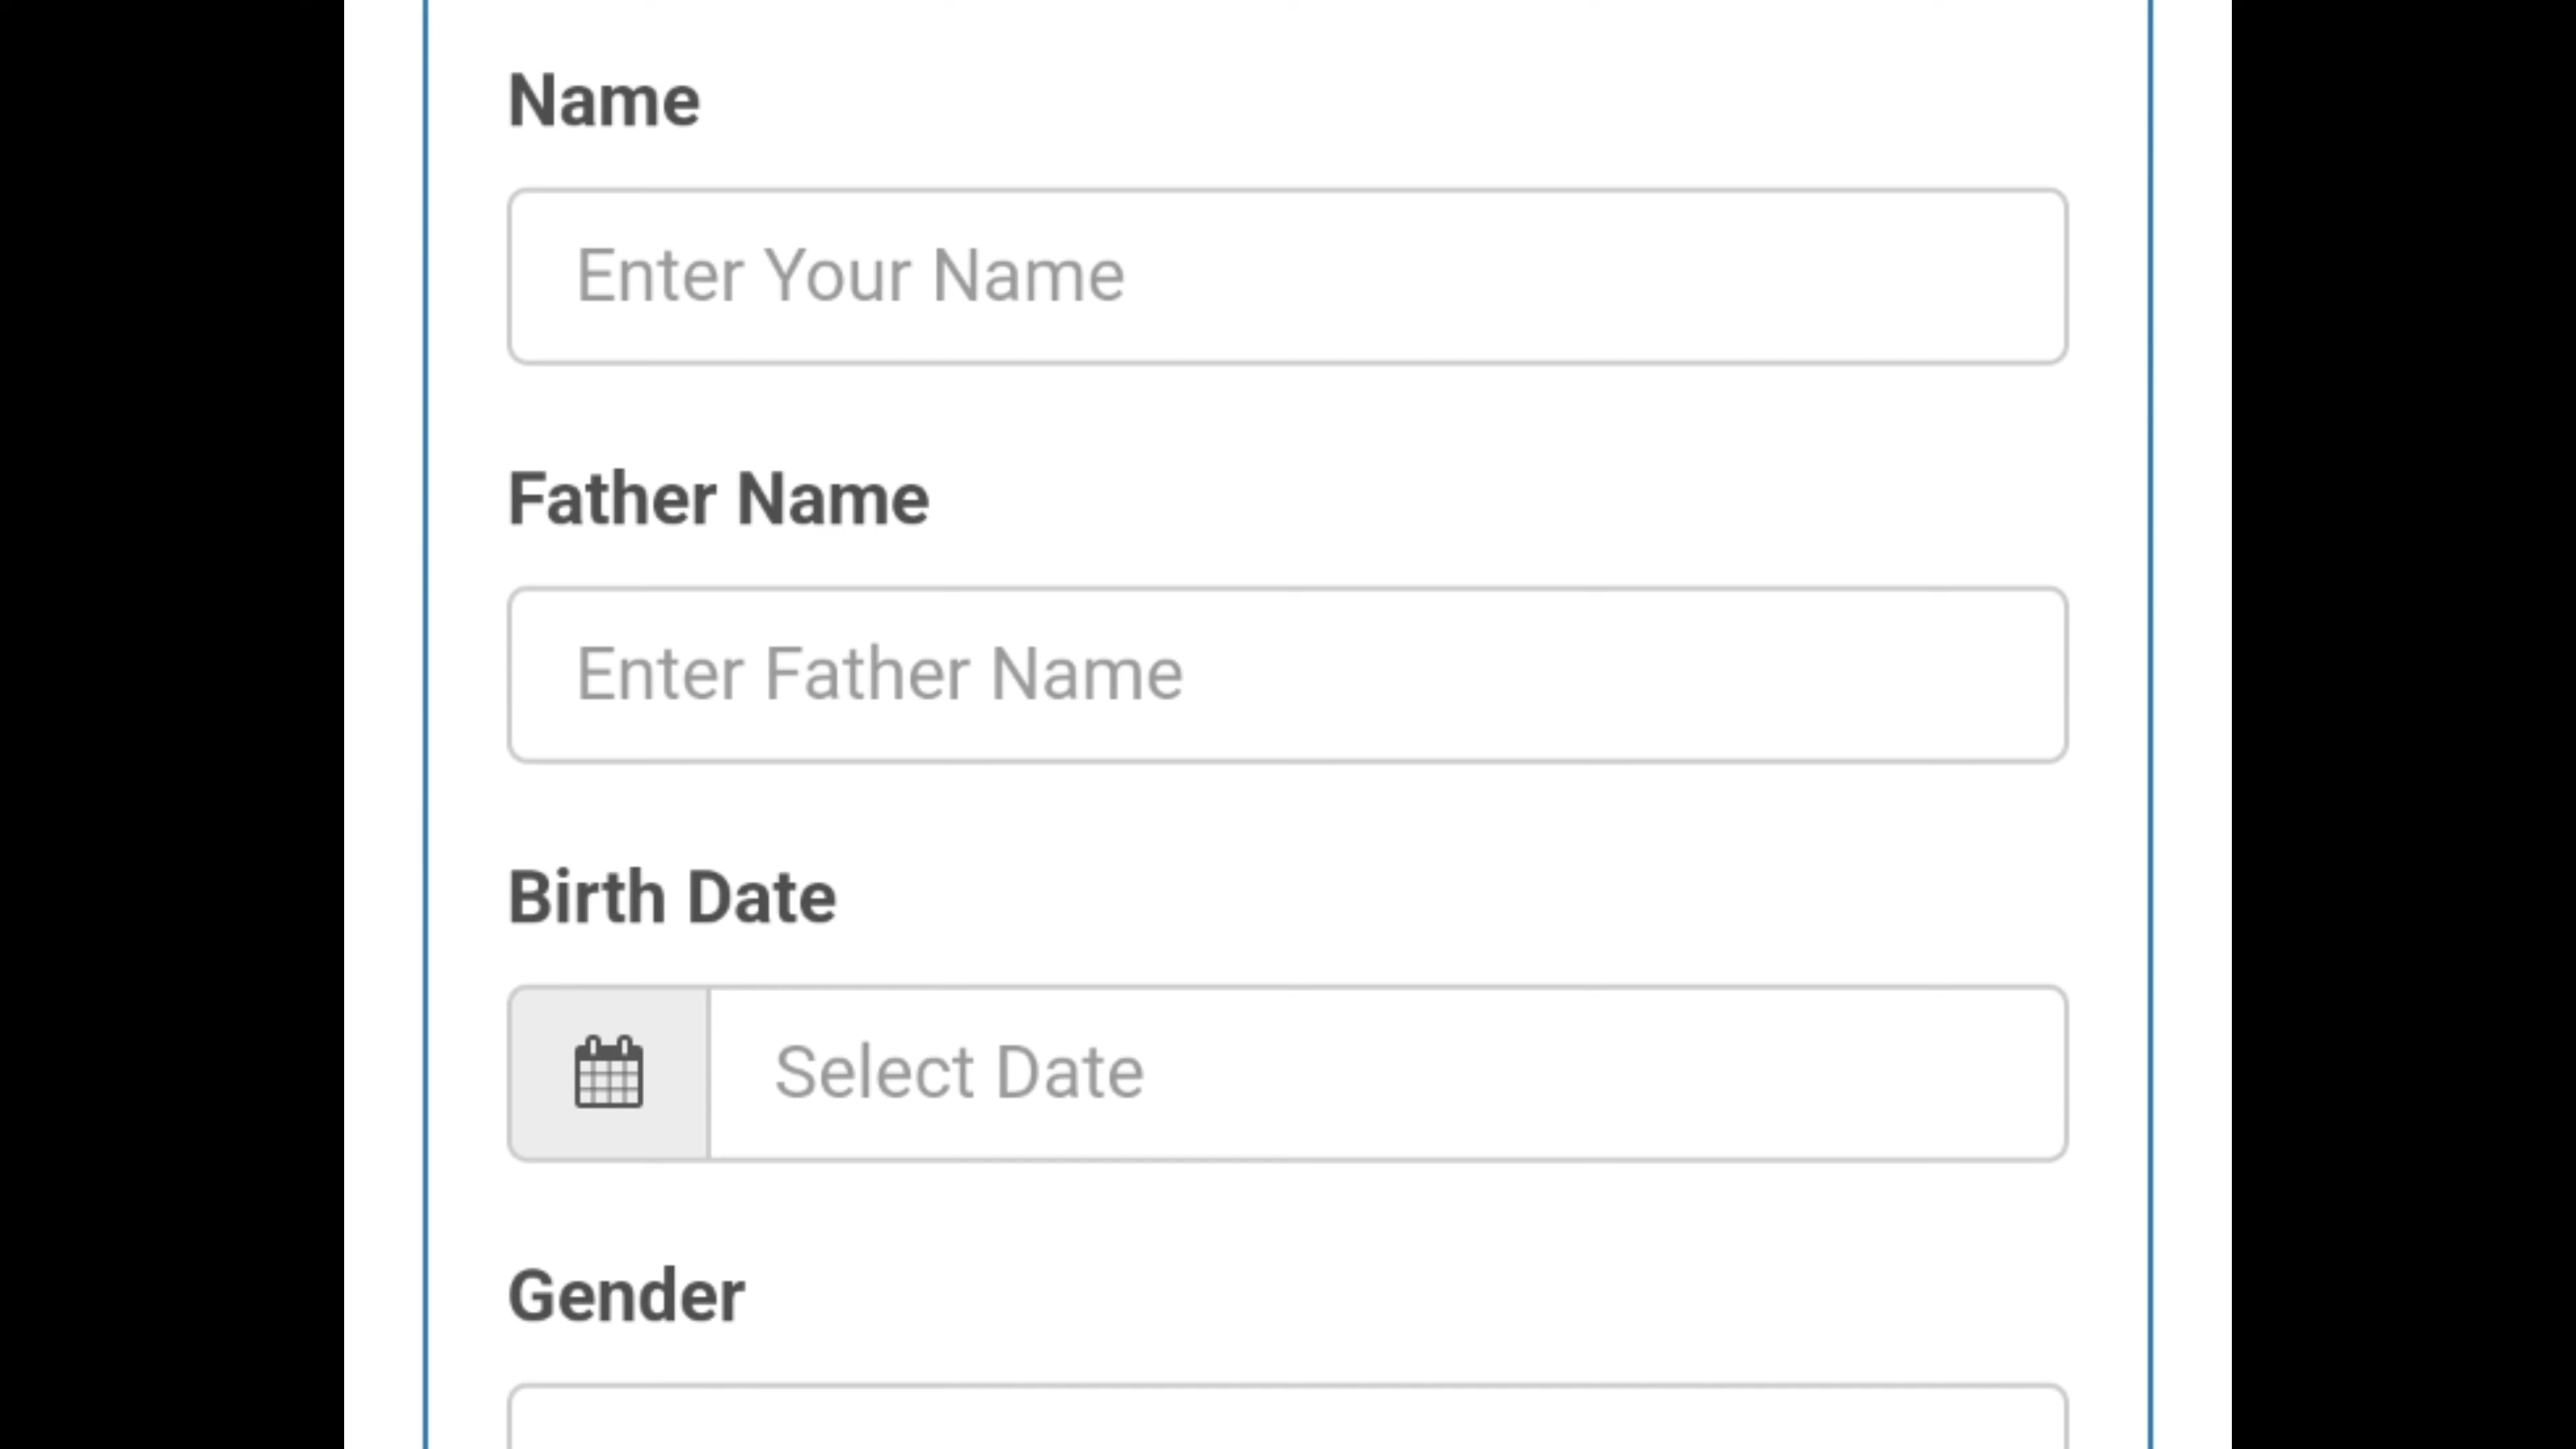 Name
Enter Your Name
Father Name
Enter Father Name
Birth Date
Select Date
Gender